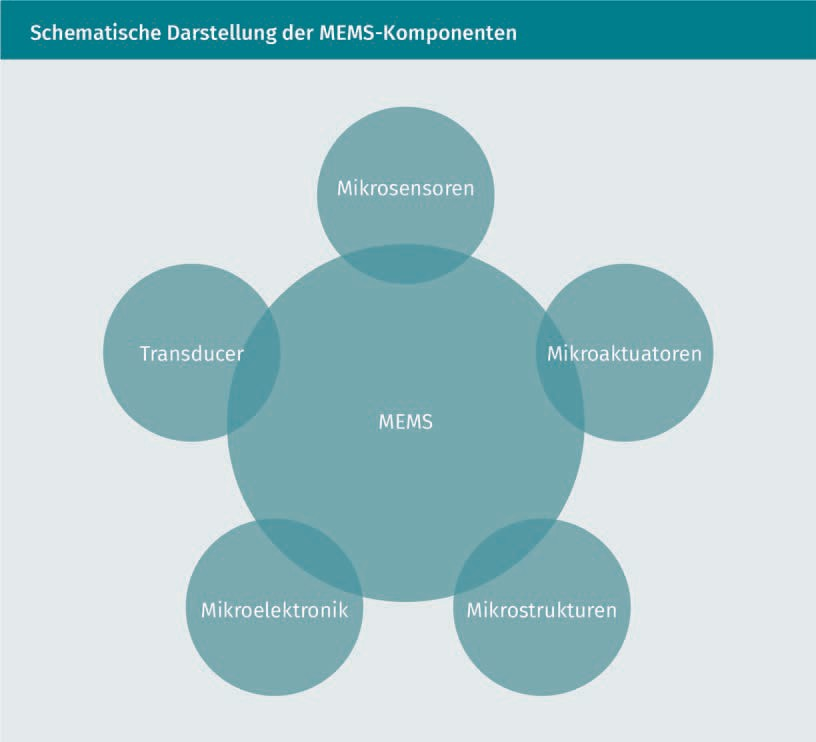 Schematische Darstellung der MEMS-Komponenten
Mikrosensoren
Transducer
Mikroaktuatoren
MEMS
Mikroelektronik
Mikrostrukturen